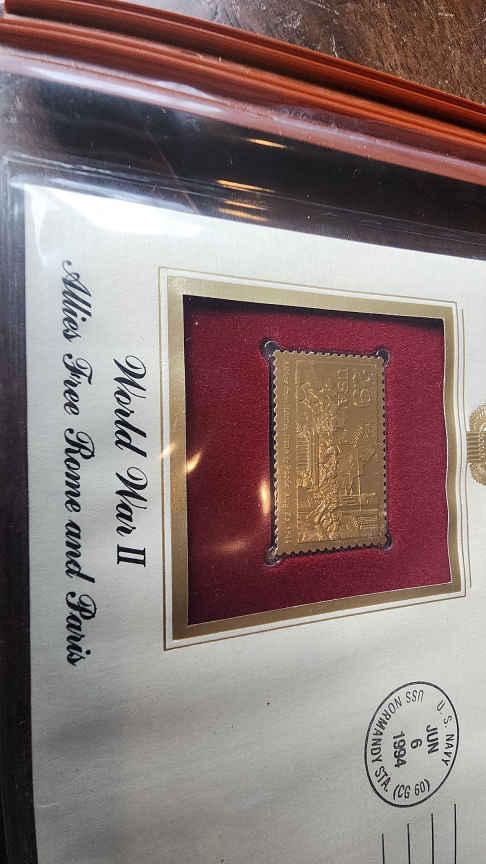 29
USA
World War II
Allies Free Rome and Paris
U.S. NAVY
JUN
6
1994
USS NORMANDY STA. (CG 60)